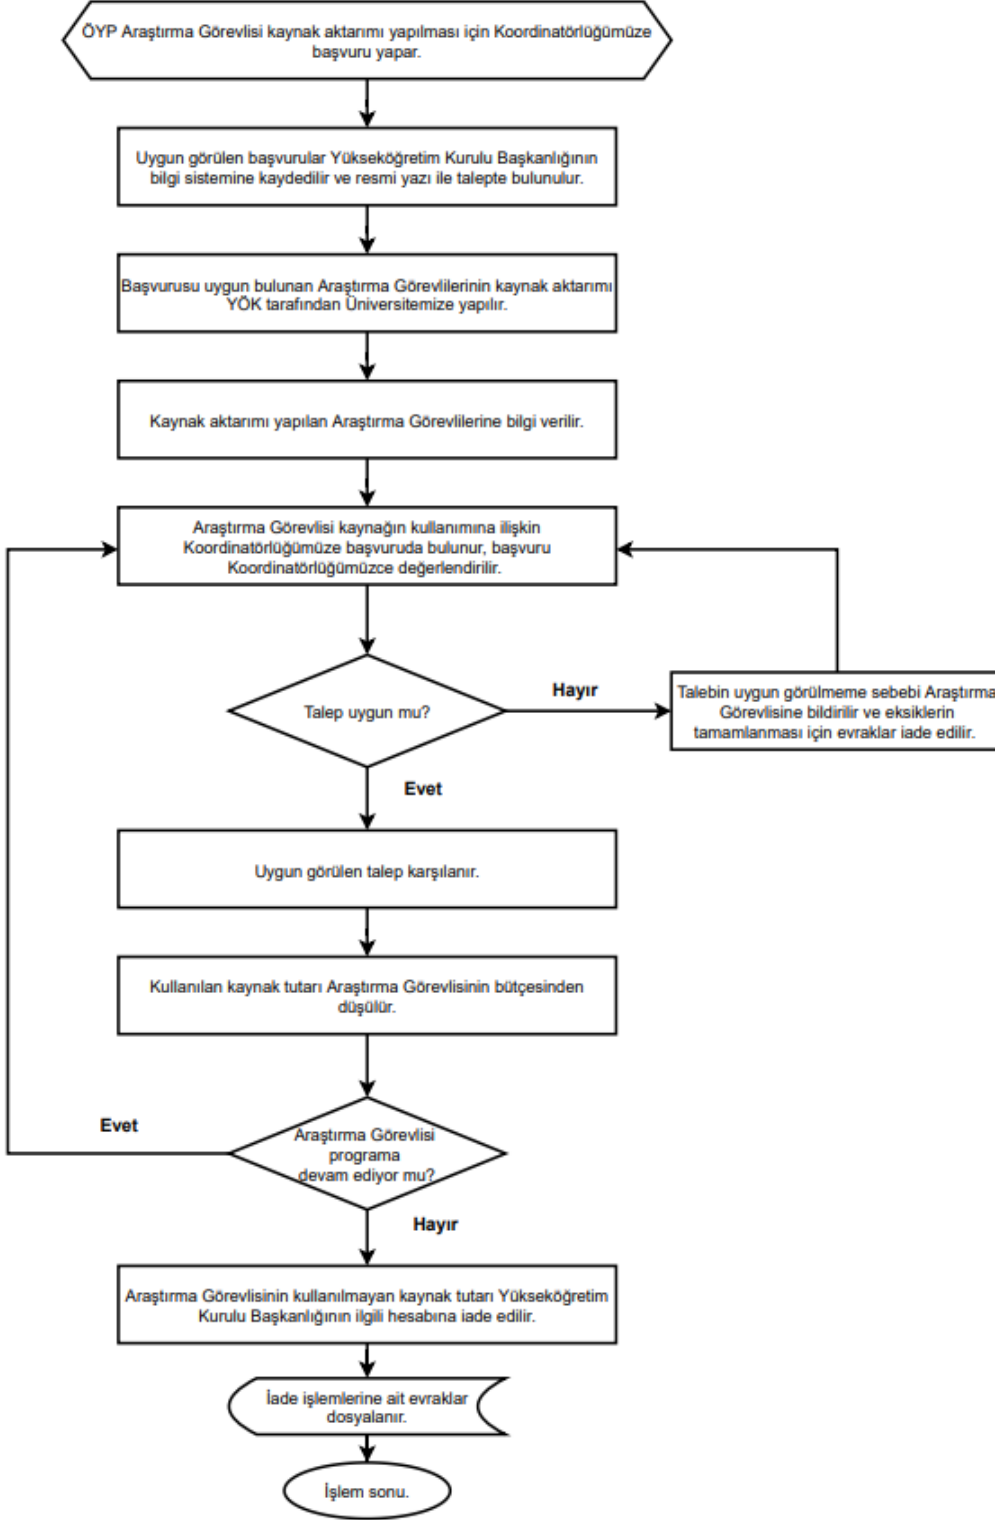 ÖYP Araştırma Görevlisi kaynak aktarımı yapılması için Koordinatörlüğümüze
başvuru yapar.
Uygun görülen başvurular Yükseköğretim Kurulu Başkanlığının
bilgi sistemine kaydedilir ve resmi yazı ile talepte bulunulur.
Başvurusu uygun bulunan Araştırma Görevlilerinin kaynak aktarımı
YÖK tarafından Üniversitemize yapılır.
Kaynak aktarımı yapılan Araştırma Görevlilerine bilgi verilir.
Araştırma Görevlisi kaynağın kullanımına ilişkin
Koordinatörlüğümüze başvuruda bulunur, başvuru
Koordinatörlüğümüzce değerlendirilir.
Talep uygun mu?
Hayır
Talebin uygun görülmeme sebebi Araştırma
Görevlisine bildirilir ve eksiklerin
tamamlanması için evraklar iade edilir.
Evet
Uygun görülen talep karşılanır.
Kullanılan kaynak tutarı Araştırma Görevlisinin bütçesinden
düşülür.
Evet
Araştırma Görevlisi
programa
devam ediyor mu?
Hayır
Araştırma Görevlisinin kullanılmayan kaynak tutarı Yükseköğretim
Kurulu Başkanlığının ilgili hesabına iade edilir.
İade işlemlerine ait evraklar
dosyalanır.
İşlem sonu.